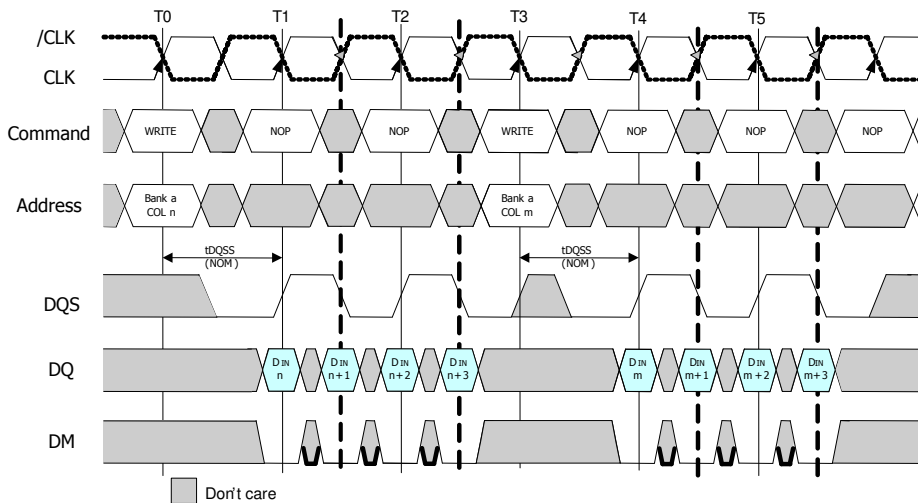 T0 T1 T2 T3 T4 T5
/CLK
CLK
Command WRITE NOP NOP WRITE NOP NOP NOP
Address Bank a Bank a
COL n COL m
tDQSS tDQSS
(NOM) (NOM)
DQS
DQ DIN DIN DIN DIN DIN DIN DIN DIN
n n+1 n+2 n+3 m m+1 m+2 m+3
DM
Don't care